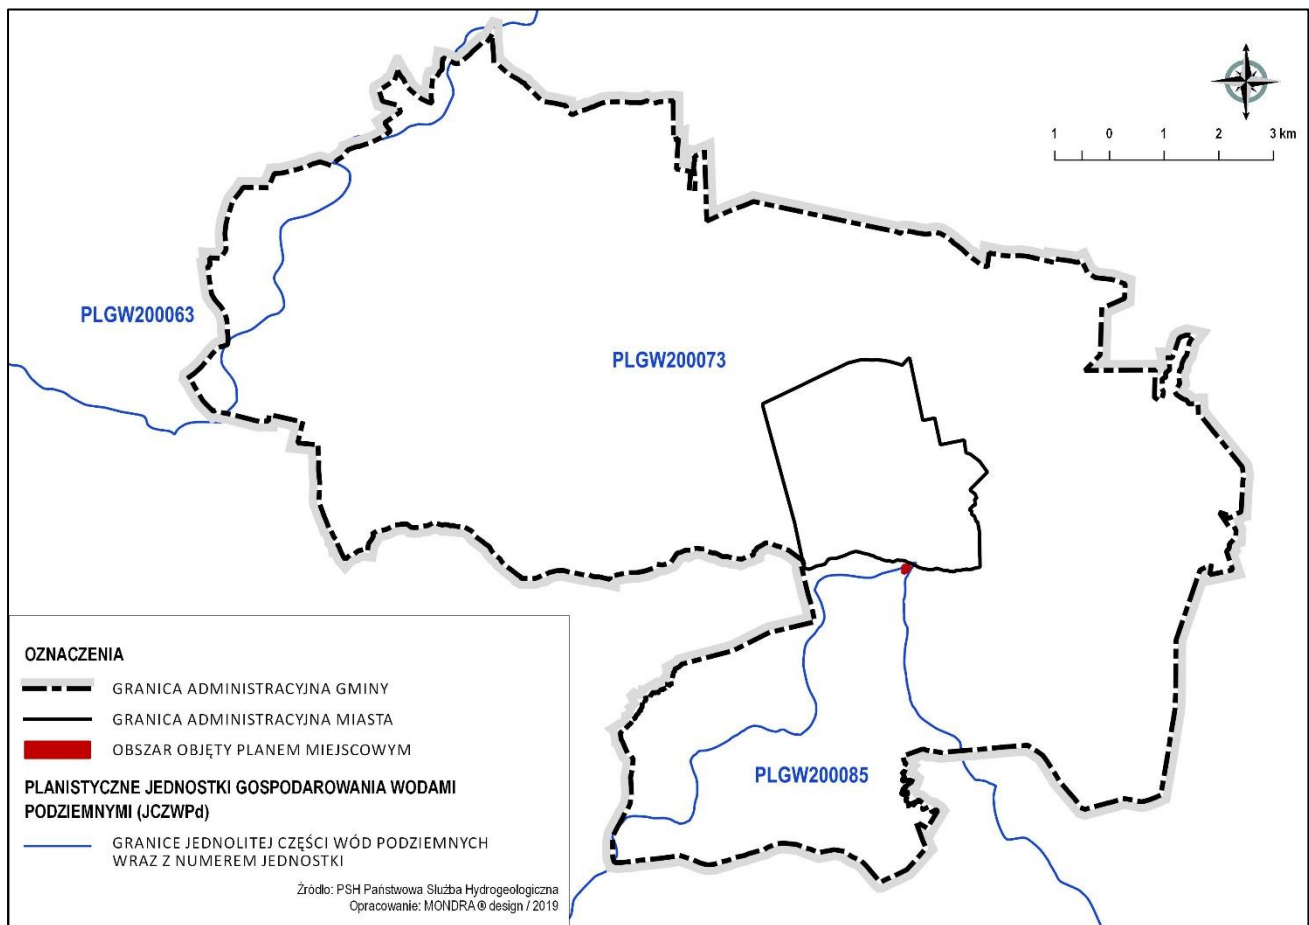 1 0 1 2 3 km
PLGW200063
PLGW200073
PLGW200085
OZNACZENIA
GRANICA ADMINISTRACYJNA GMINY
GRANICA ADMINISTRACYJNA MIASTA
OBSZAR OBJĘTY PLANEM MIEJSCOWYM
PLANISTYCZNE JEDNOSTKI GOSPODAROWANIA WODAMI
PODZIEMNYMI (JCZWPd)
GRANICE JEDNOLITEJ CZĘŚCI WÓD PODZIEMNYCH
WRAZ Z NUMEREM JEDNOSTKI
Źródło: PSH Państwowa Służba Hydrogeologiczna
Opracowanie: MONDRA ® design / 2019